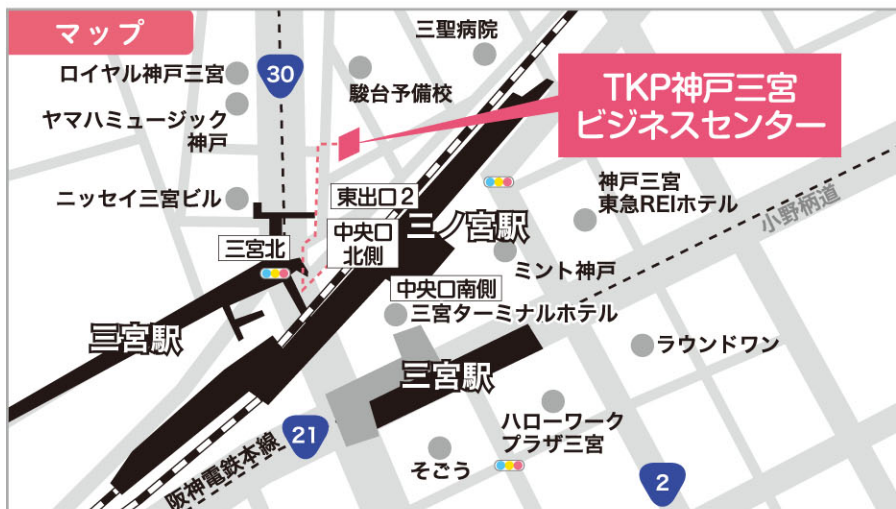 マップ
三聖病院
ロイヤル神戸三宮
30
駿台予備校
TKP神戸三宮
ビジネスセンター
ヤマハミュージック
神戸
ニッセイ三宮ビル
東出口2
神戸三宮
東急REIホテル
小野柄道
三ノ宮駅
中央口
北側
三宮北
ミント神戸
中央口南側
三宮ターミナルホテル
三宮駅
ラウンドワン
三宮駅
ハローワーク
プラザ三宮
21
阪神電鉄本線
そごう
2